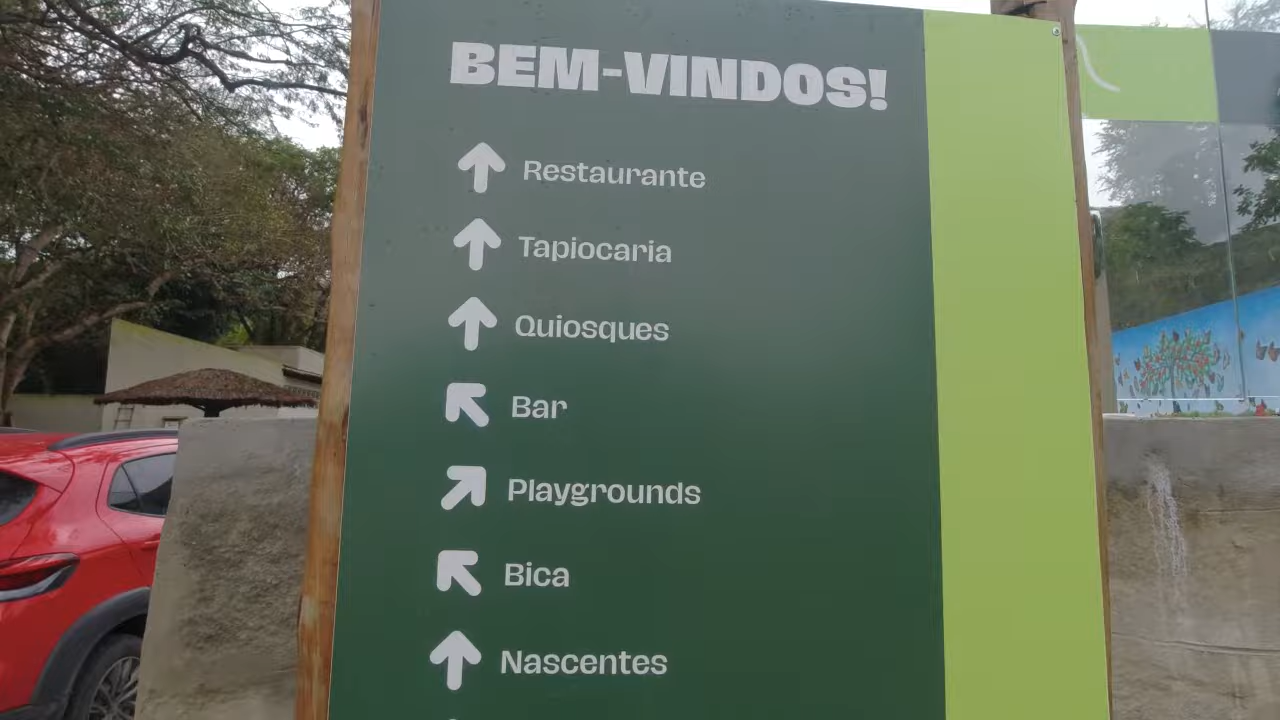 BEM-VINDOS!
Restaurante
Tapiocaria
Quiosques
Bar
Playgrounds
Bica
Nascentes